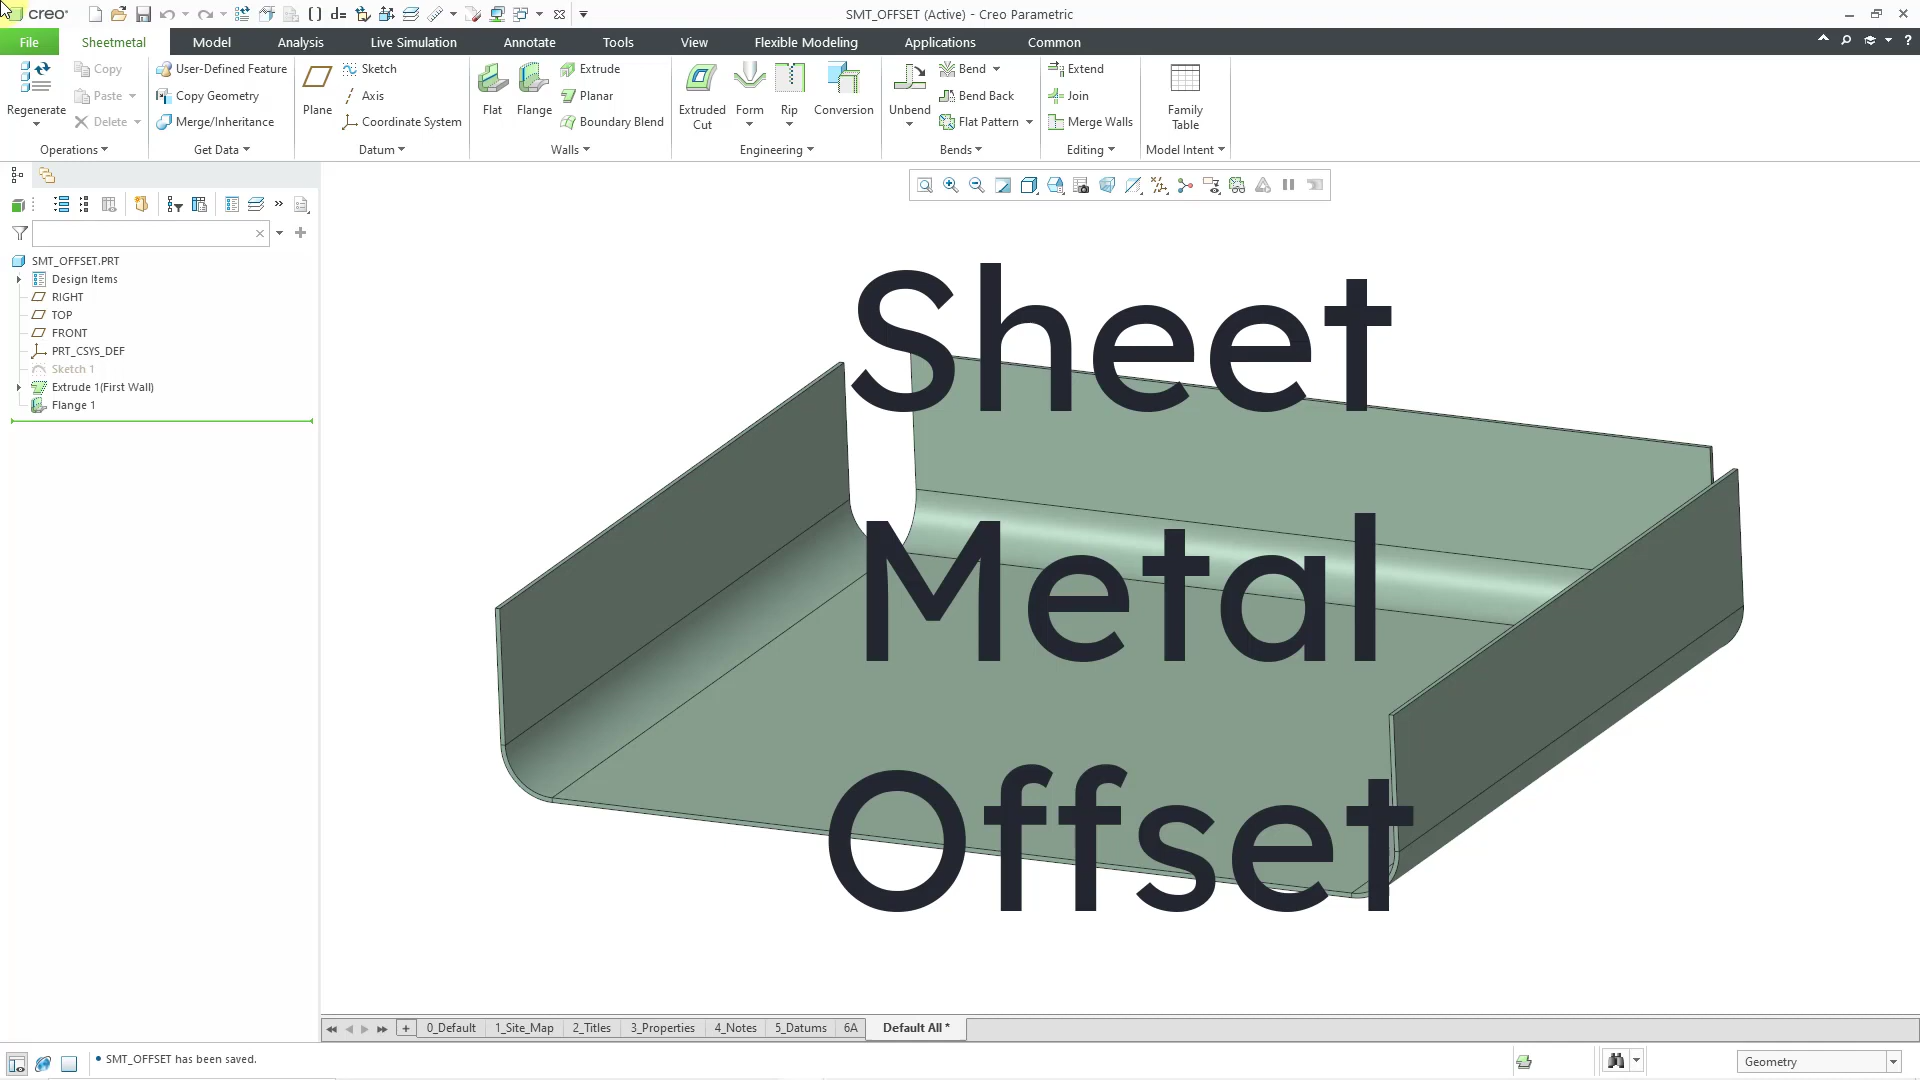 creo
SMT_OFFSET (Active) - Creo Parametric
File Sheetmetal Model Analysis Live Simulation Annotate Tools View Flexible Modeling Applications Common
Regenerate
Copy
Paste
Delete
Operations
User-Defined Feature
Copy Geometry
Merge/Inheritance
Get Data
Plane
Sketch
Axis
Coordinate System
Datum
Flat
Flange
Extrude
Planar
Boundary Blend
Walls
Extruded
Cut
Form
Rip
Conversion
Engineering
Unbend
Bend
Bend Back
Flat Pattern
Bends
Extend
Join
Merge Walls
Editing
Family
Table
Model Intent
SMT_OFFSET.PRT
Design Items
RIGHT
TOP
FRONT
PRT_CSYS_DEF
Sketch 1
Extrude 1(First Wall)
Flange 1
Sheet
Metal
Offset
0_Default 1_Site_Map 2_Titles 3_Properties 4_Notes 5_Datums 6A Default All *
• SMT_OFFSET has been saved.
Geometry